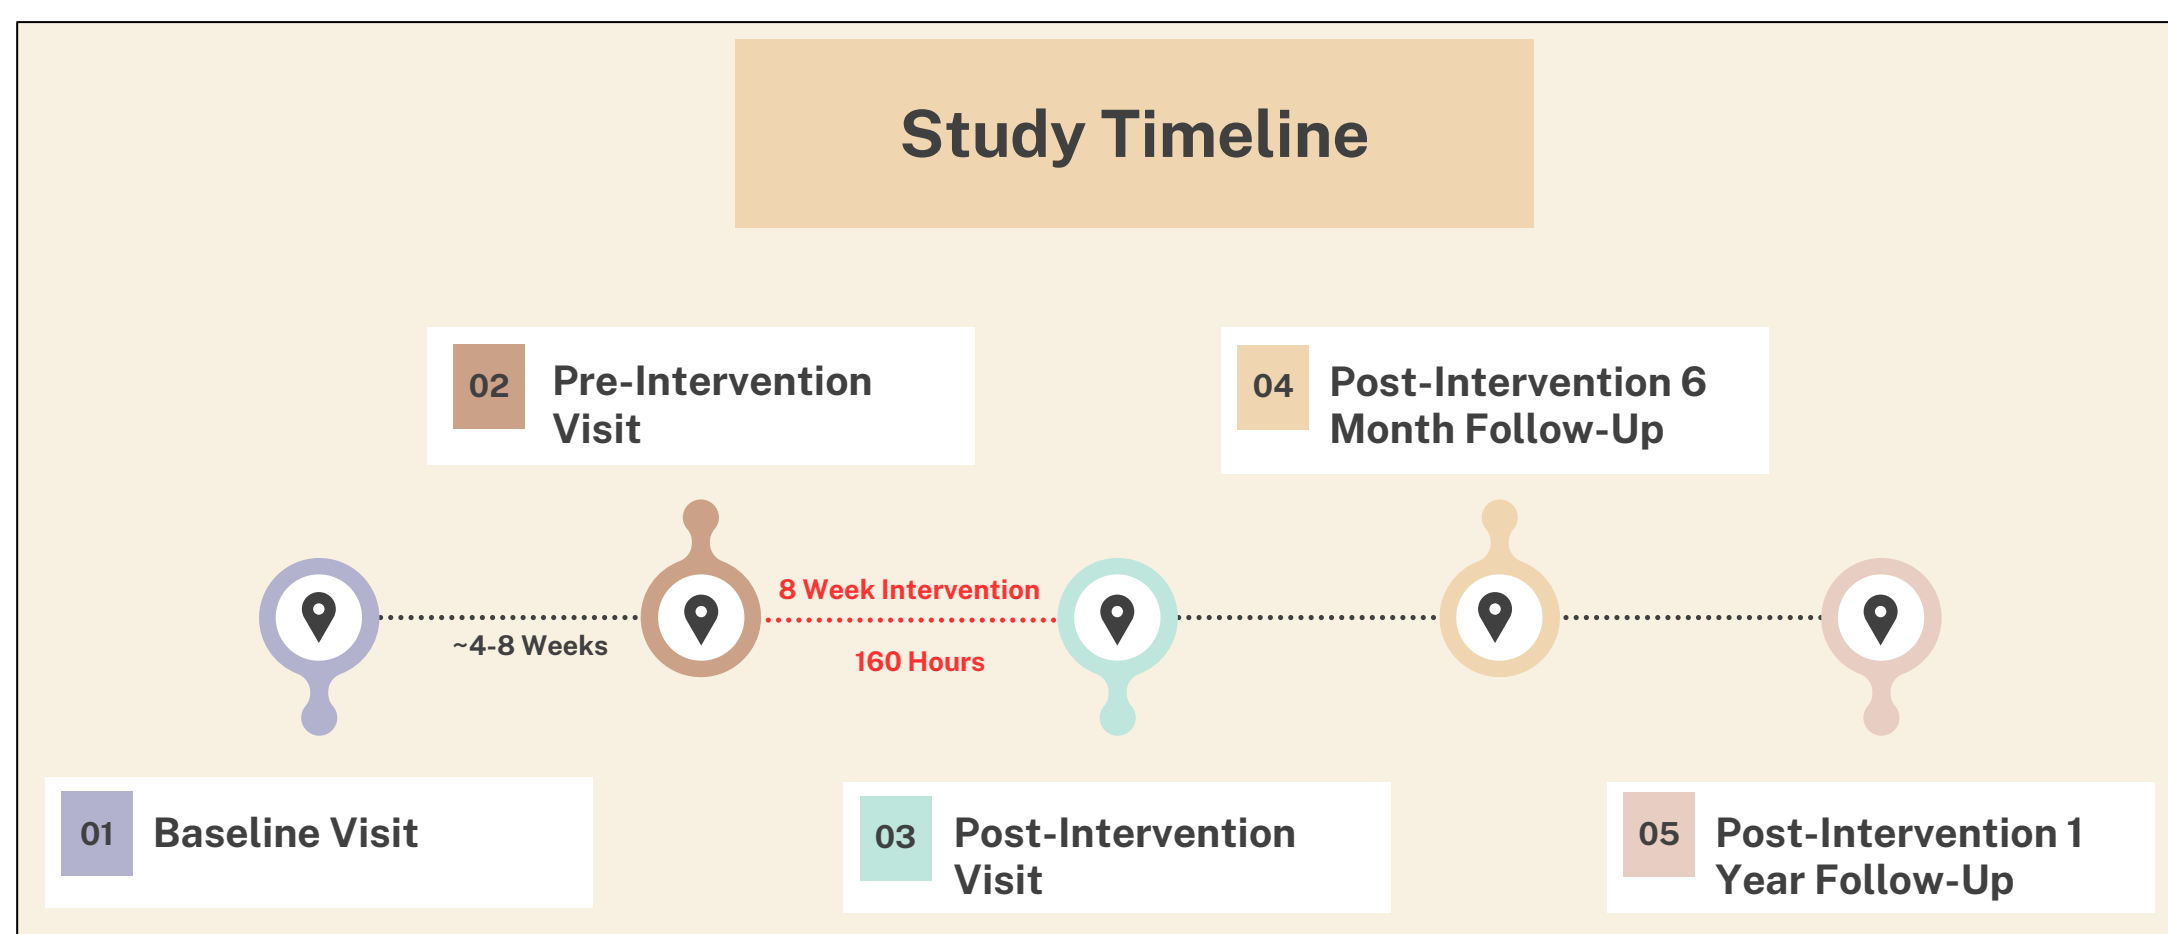 Study Timeline
02
Pre-Intervention
Visit
04
Post-Intervention 6
Month Follow-Up
8 Week Intervention
~4-8 Weeks
160 Hours
01
Baseline Visit
03
Post-Intervention
Visit
05
Post-Intervention 1
Year Follow-Up